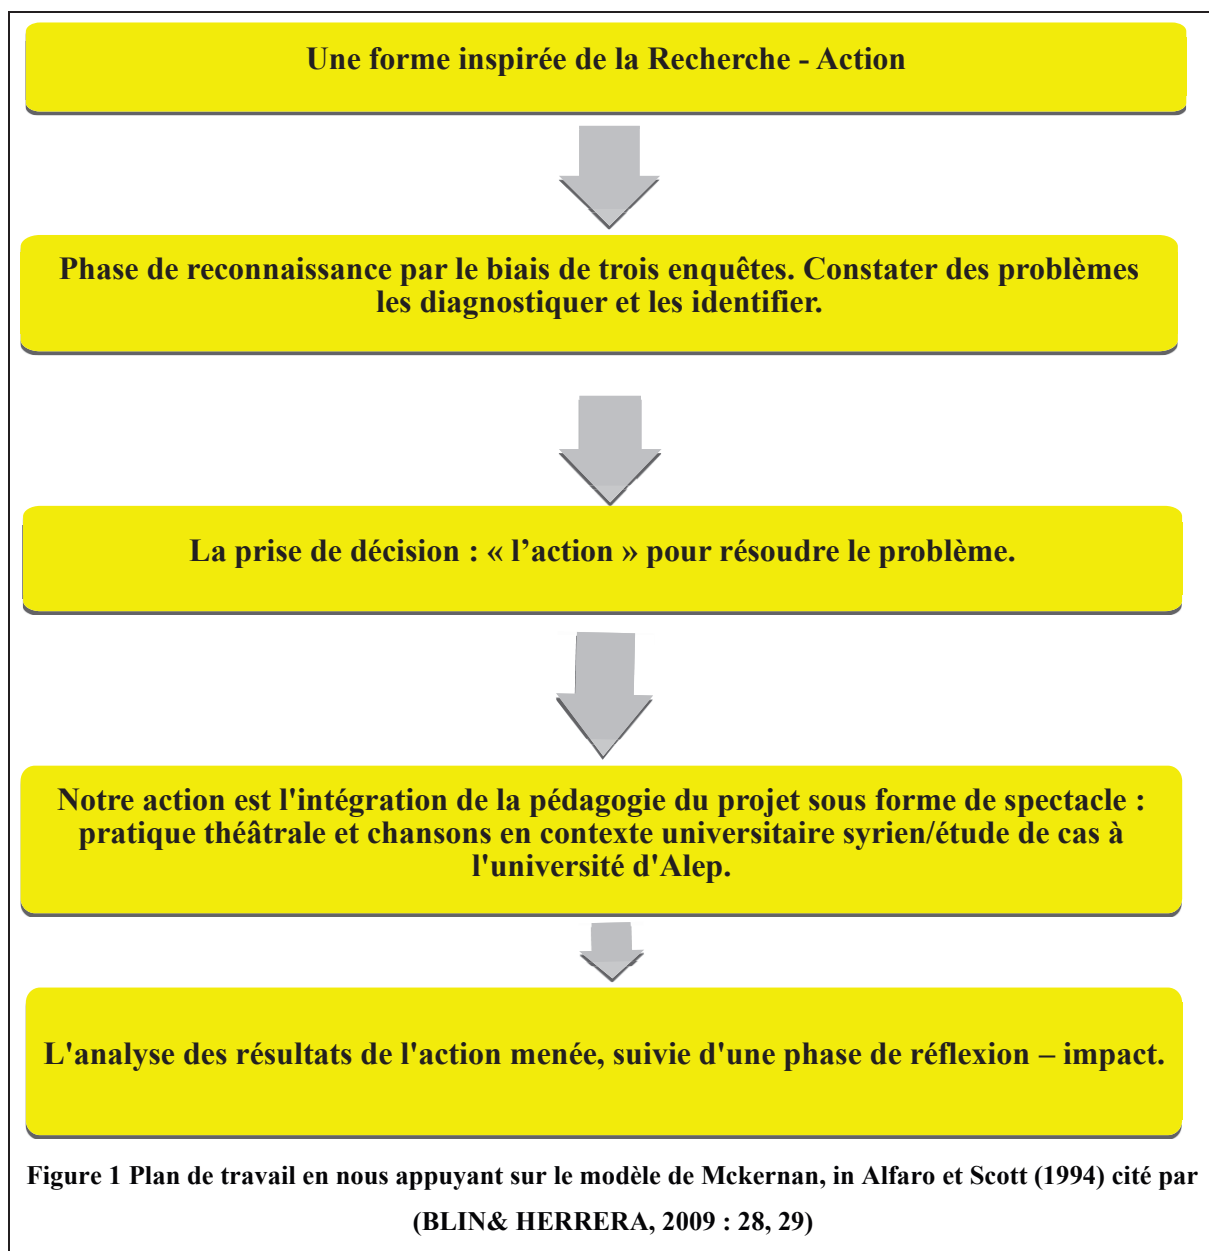 Une forme inspirée de la Recherche - Action
Phase de reconnaissance par le biais de trois enquêtes. Constater des problèmes
les diagnostiquer et les identifier.
La prise de décision : « l’action » pour résoudre le problème.
Notre action est l'intégration de la pédagogie du projet sous forme de spectacle :
pratique théâtrale et chansons en contexte universitaire syrien/étude de cas à
l'université d'Alep.
L'analyse des résultats de l'action menée, suivie d'une phase de réflexion – impact.
Figure 1 Plan de travail en nous appuyant sur le modèle de Mckernan, in Alfaro et Scott (1994) cité par
(BLIN& HERRERA, 2009 : 28, 29)